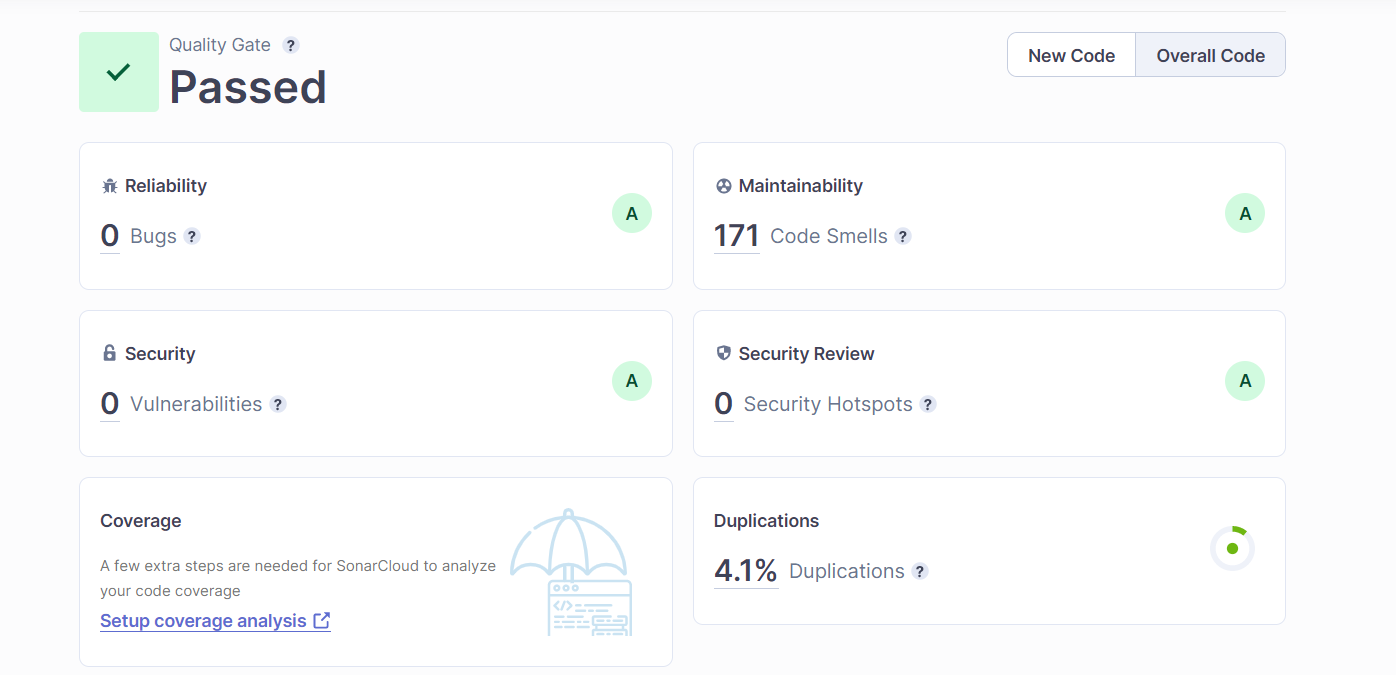 Quality Gate ?
Passed
New Code
Overall Code
Reliability
0 Bugs ?
A
Maintainability
171 Code Smells ?
A
Security
0 Vulnerabilities ?
A
Security Review
0 Security Hotspots ?
A
Coverage
A few extra steps are needed for SonarCloud to analyze
your code coverage
Setup coverage analysis
</>
Duplications
4.1% Duplications ?